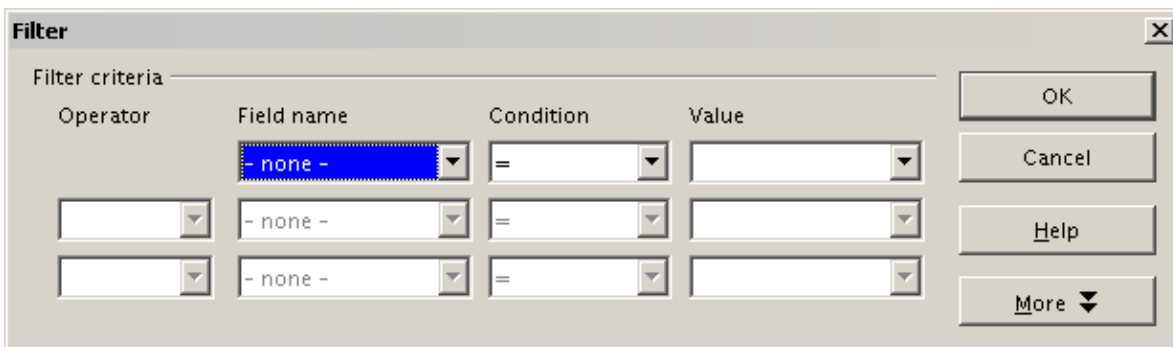 Filter
Filter criteria
Operator Field name Condition Value
- none - =
- none - =
- none - =
OK
Cancel
Help
More